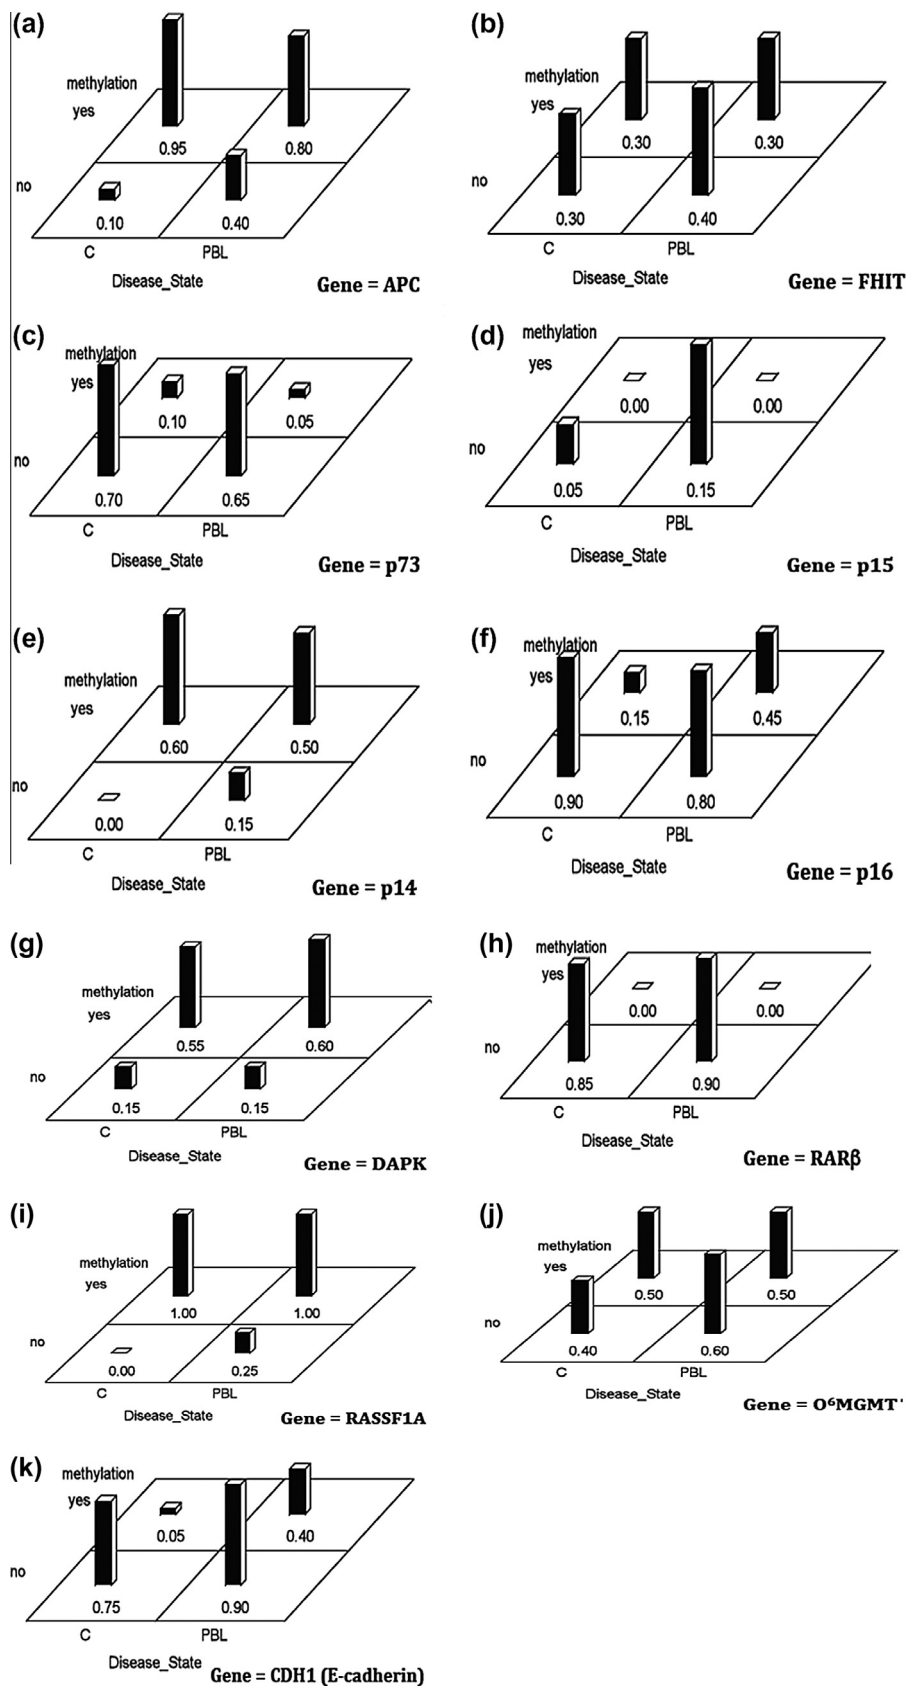 (a)
methylation
yes
0.95 0.80
no
0.10 0.40
C PBL
Disease_State
Gene = APC
(b)
methylation
yes
0.30 0.30
no
0.30 0.40
C PBL
Disease_State
Gene = FHIT
(c)
methylation
yes
0.10 0.05
no
0.70 0.65
C PBL
Disease_State
Gene = p73
(d)
methylation
yes
0.00 0.00
no
0.05 0.15
C PBL
Disease_State
Gene = p15
(e)
methylation
yes
0.60 0.50
no
0.00 0.15
C PBL
Disease_State
Gene = p14
(f)
methylation
yes
0.15 0.45
no
0.90 0.80
C PBL
Disease_State
Gene = p16
(g)
methylation
yes
0.55 0.60
no
0.15 0.15
C PBL
Disease_State
Gene = DAPK
(h)
methylation
yes
0.00 0.00
no
0.85 0.90
C PBL
Disease_State
Gene = RARβ
(i)
methylation
yes
1.00 1.00
no
0.00 0.25
C PBL
Disease_State
Gene = RASSF1A
(j)
methylation
yes
0.50 0.50
no
0.40 0.60
C PBL
Disease_State
Gene = O⁶MGMT
(k)
methylation
yes
0.05 0.40
no
0.75 0.90
C PBL
Disease_State
Gene = CDH1 (E-cadherin)